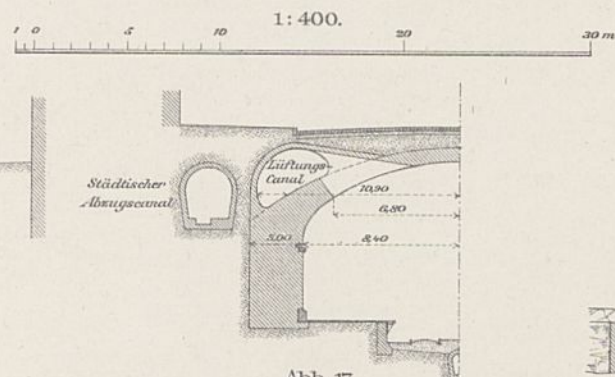 1:400.
1 0 5 10 20 30 m
Lüftungs-
Canal
Städtischer
Abzugscanal
10,90
6,80
3,00 8,40
Abb. 17.